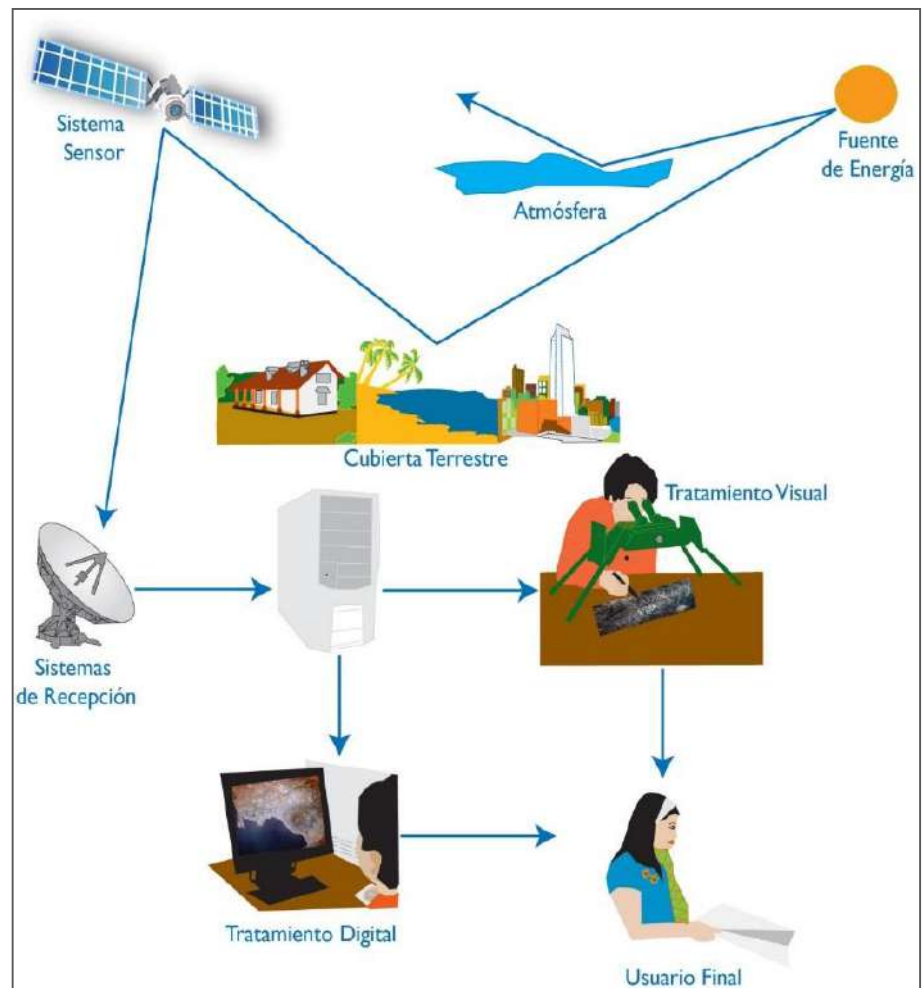 Sistema
Sensor
Fuente
de Energía
Atmósfera
Cubierta Terrestre
Tratamiento Visual
Sistemas
de Recepción
Tratamiento Digital
Usuario Final